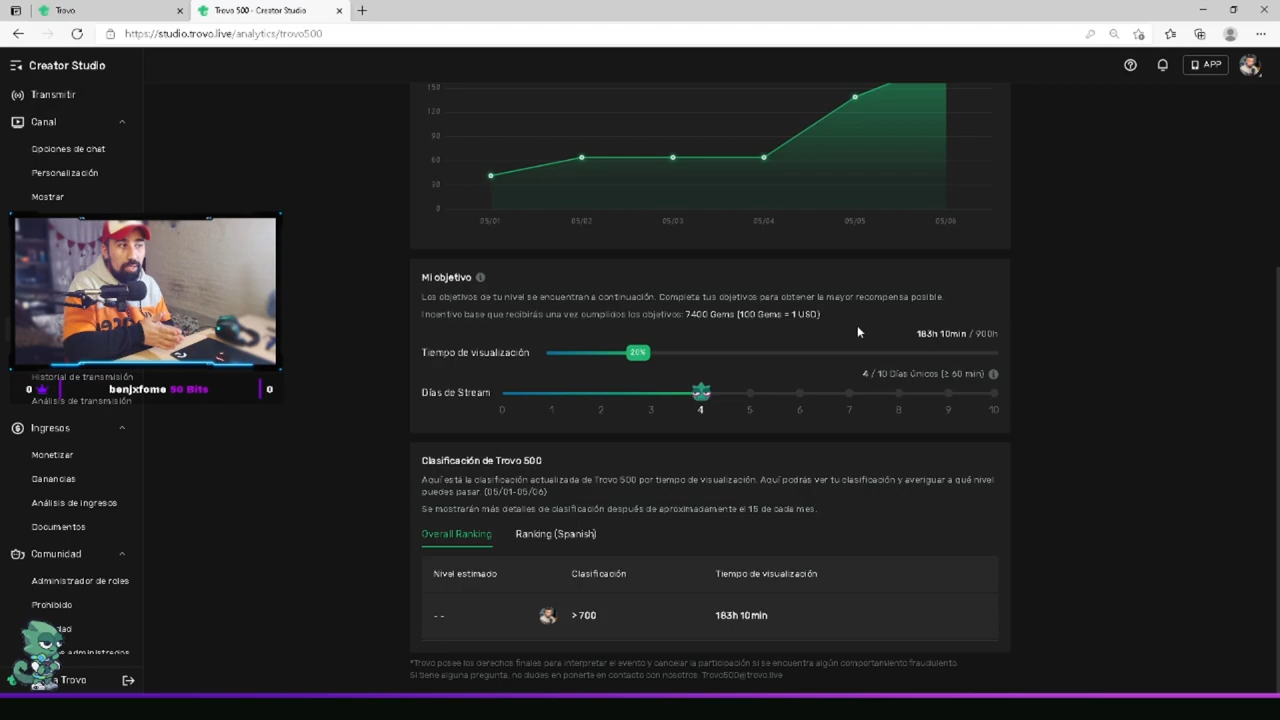 Trovo
Trovo 500 - Creator Studio
https://studio.trovo.live/analytics/trovo500
Creator Studio
APP
Transmitir
Canal
Opciones de chat
Personalización
Mostrar
Historial de transmisión
0 benjxfome 50 Bits 0
Análisis de transmisión
Ingresos
Monetizar
Ganancias
Análisis de ingresos
Documentos
Comunidad
Administrador de roles
Prohibido
administrados
Trovo
150
120
90
60
30
0
05/01 05/02 05/03 05/04 05/05 05/06
Mi objetivo
Los objetivos de tu nivel se encuentran a continuación. Completa tus objetivos para obtener la mayor recompensa posible.
Incentivo base que recibirás una vez cumplidos los objetivos: 7400 Gems (100 Gems = 1 USD)
183h 10min / 900h
Tiempo de visualización 20%
4 / 10 Días únicos (≥ 60 min)
Días de Stream
0 1 2 3 4 5 6 7 8 9 10
Clasificación de Trovo 500
Aquí está la clasificación actualizada de Trovo 500 por tiempo de visualización. Aquí podrás ver tu clasificación y averiguar a qué nivel
puedes pasar. (05/01-05/06)
Se mostrarán más detalles de clasificación después de aproximadamente el 15 de cada mes.
Overall Ranking Ranking (Spanish)
Nivel estimado Clasificación Tiempo de visualización
-- >700 183h 10min
*Trovo posee los derechos finales para interpretar el evento y cancelar la participación si se encuentra algún comportamiento fraudulento.
Si tiene alguna pregunta, no dudes en ponerte en contacto con nosotros: Trovo500@trovo.live